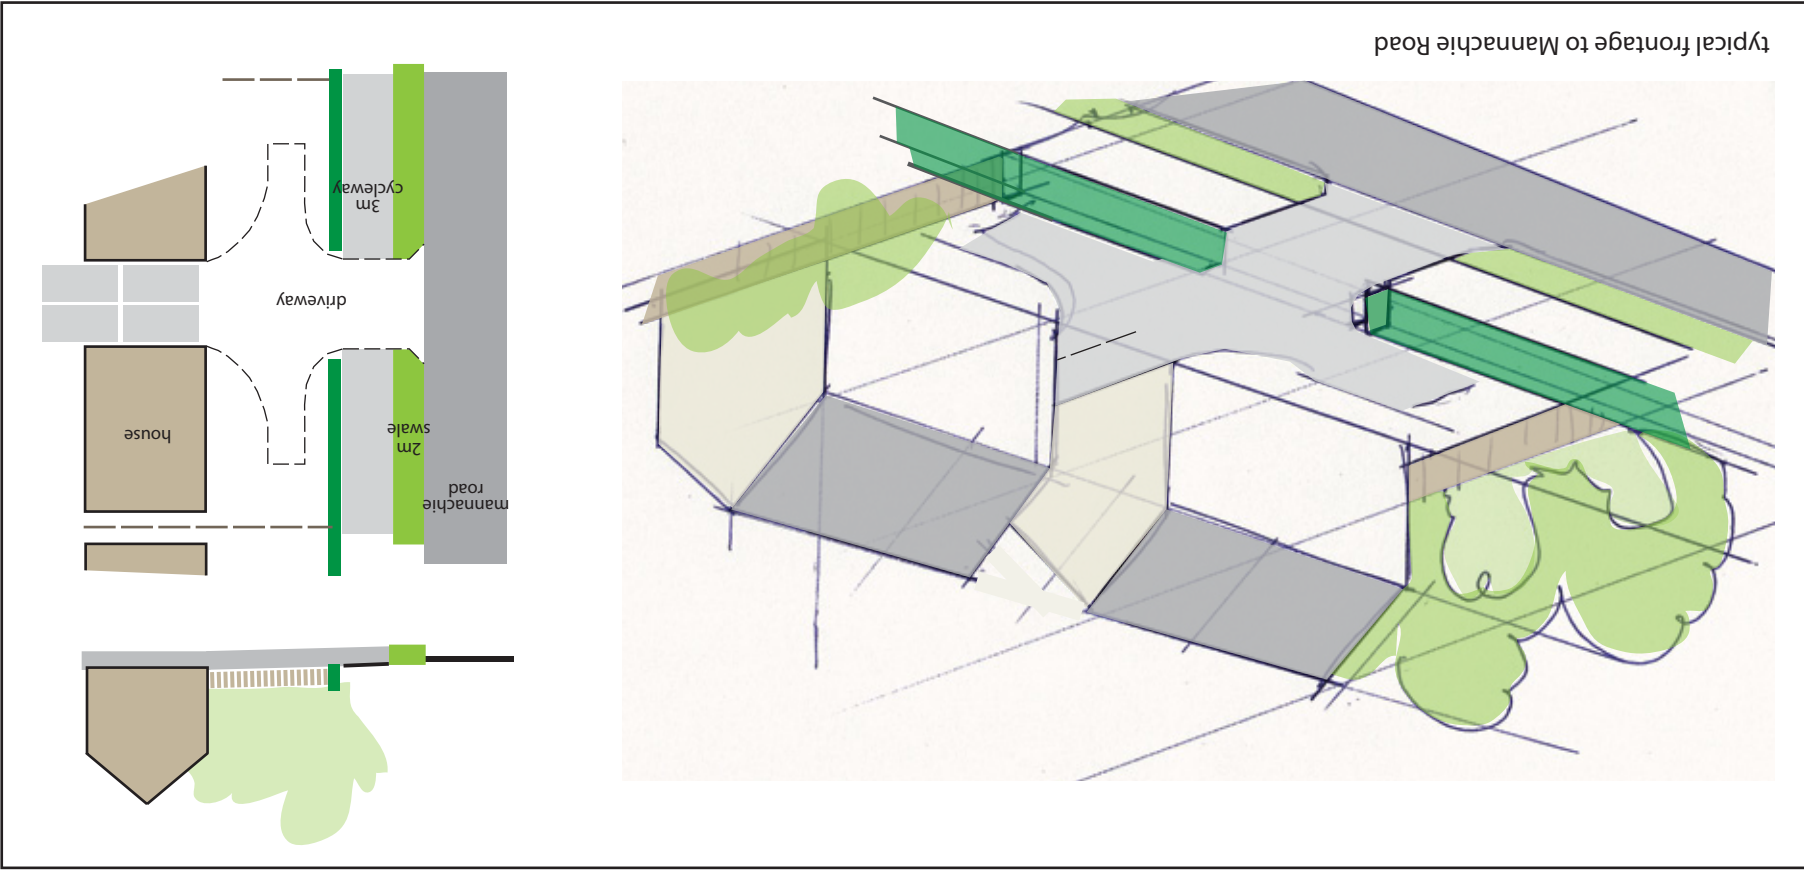 typical frontage to Mannachie Road
mannachie
road
2m
swale
house
driveway
3m
cycleway